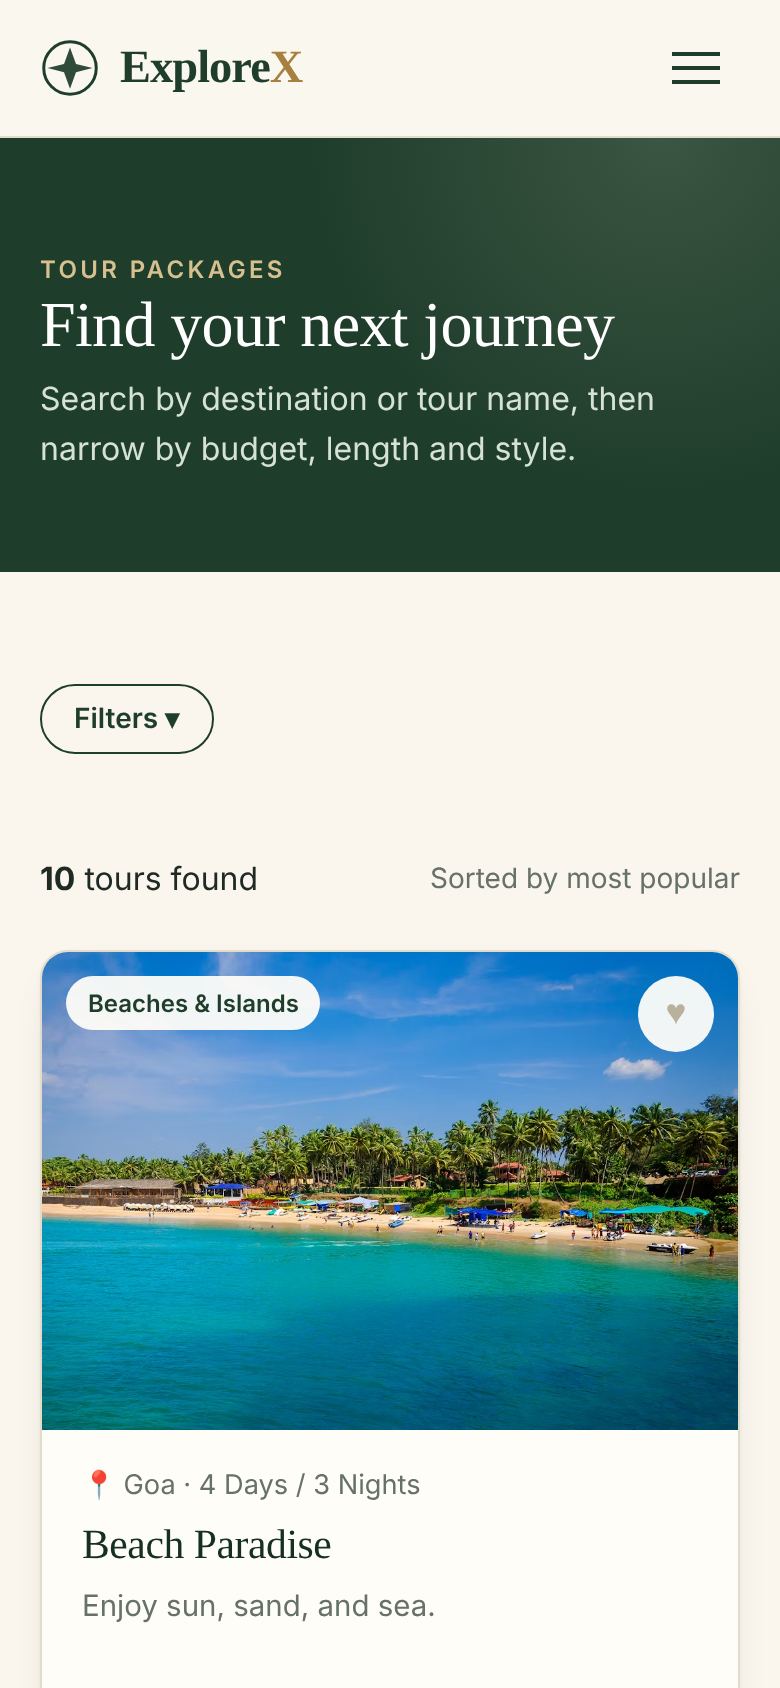 ExploreX
TOUR PACKAGES
Find your next journey
Search by destination or tour name, then
narrow by budget, length and style.
Filters ▾
10 tours found
Sorted by most popular
Beaches & Islands
📍 Goa · 4 Days / 3 Nights
Beach Paradise
Enjoy sun, sand, and sea.